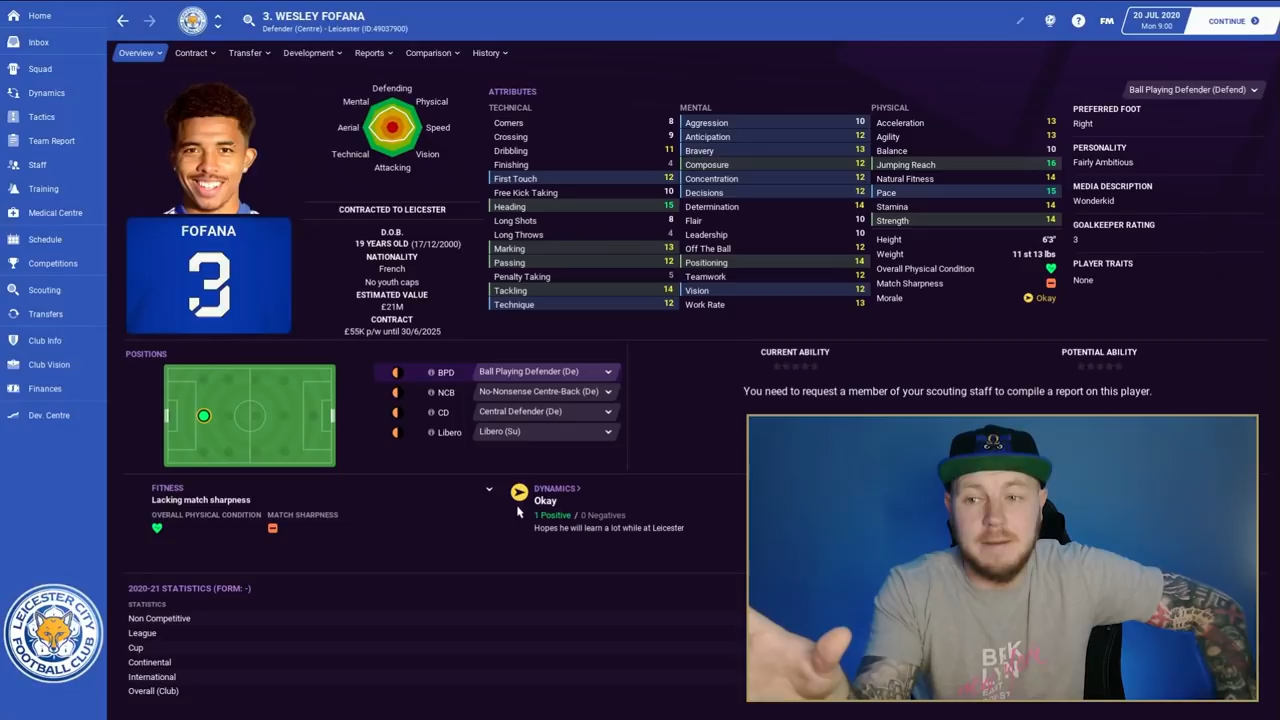 Home
Inbox
Squad
Dynamics
Tactics
Team Report
Staff
Training
Medical Centre
Schedule
Competitions
Scouting
Transfers
Club Info
Club Vision
Finances
Dev. Centre
LEICESTER CITY
FOOTBALL CLUB
3. WESLEY FOFANA
Defender (Centre) - Leicester (ID:49037900)
FM
20 JUL 2020
Mon 9:00
CONTINUE
Overview
Contract
Transfer
Development
Reports
Comparison
History
FOFANA
3
Defending
Physical
Speed
Vision
Attacking
Technical
Aerial
Mental
CONTRACTED TO LEICESTER
D.O.B.
19 YEARS OLD (17/12/2000)
NATIONALITY
French
No youth caps
ESTIMATED VALUE
£21M
CONTRACT
£55K p/w until 30/6/2025
ATTRIBUTES
TECHNICAL
Corners 8
Crossing 9
Dribbling 11
Finishing 4
First Touch 12
Free Kick Taking 10
Heading 15
Long Shots 8
Long Throws 4
Marking 13
Passing 12
Penalty Taking 5
Tackling 14
Technique 12
MENTAL
Aggression 10
Anticipation 12
Bravery 13
Composure 12
Concentration 12
Decisions 12
Determination 14
Flair 10
Leadership 10
Off The Ball 12
Positioning 14
Teamwork 12
Vision 12
Work Rate 13
PHYSICAL
Acceleration 13
Agility 13
Balance 10
Jumping Reach 16
Natural Fitness 14
Pace 15
Stamina 14
Strength 14
Height 6'3"
Weight 11 st 13 lbs
Overall Physical Condition
Match Sharpness
Morale Okay
Ball Playing Defender (Defend)
PREFERRED FOOT
Right
PERSONALITY
Fairly Ambitious
MEDIA DESCRIPTION
Wonderkid
GOALKEEPER RATING
3
PLAYER TRAITS
None
POSITIONS
BPD Ball Playing Defender (De)
NCB No-Nonsense Centre-Back (De)
CD Central Defender (De)
Libero Libero (Su)
CURRENT ABILITY
POTENTIAL ABILITY
You need to request a member of your scouting staff to compile a report on this player.
FITNESS
Lacking match sharpness
OVERALL PHYSICAL CONDITION
MATCH SHARPNESS
DYNAMICS >
Okay
1 Positive / 0 Negatives
Hopes he will learn a lot while at Leicester
2020-21 STATISTICS (FORM: -)
STATISTICS
Non Competitive
League
Cup
Continental
International
Overall (Club)